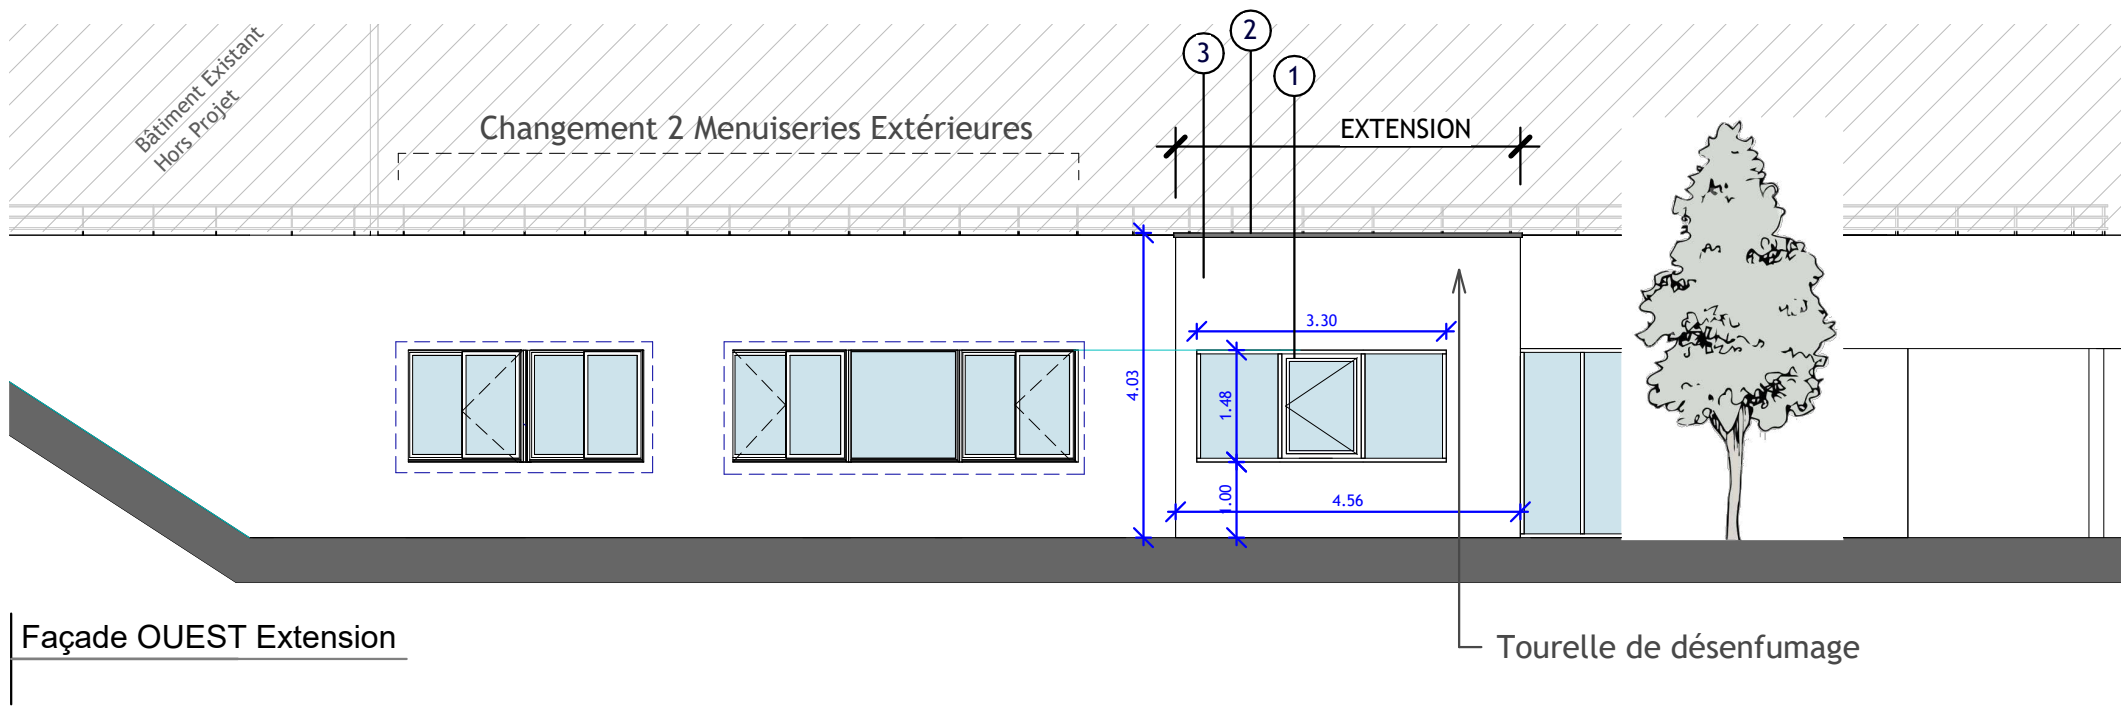 Bâtiment Existant
Hors Projet
Changement 2 Menuiseries Extérieures
3
2
1
EXTENSION
3.30
4.03
1.48
1.00
4.56
Façade OUEST Extension
Tourelle de désenfumage